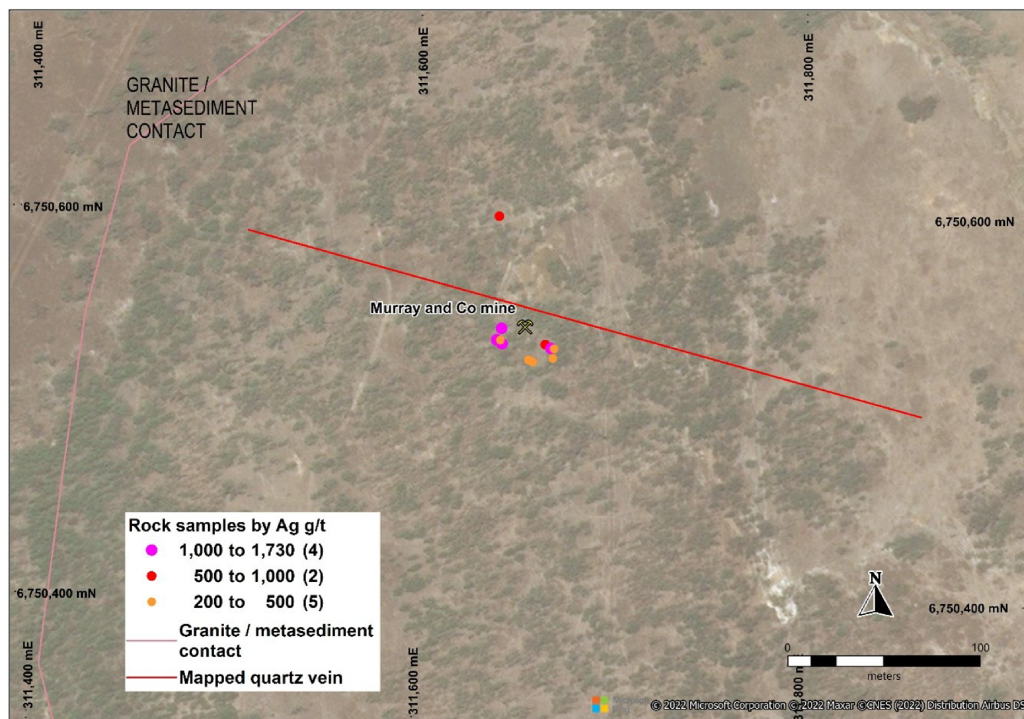 311,400 mE
311,600 mE
311,800 mE
GRANITE /
METASEDIMENT
CONTACT
6,750,600 mN
6,750,600 mN
Murray and Co mine
Rock samples by Ag g/t
1,000 to 1,730 (4)
500 to 1,000 (2)
200 to 500 (5)
Granite / metasediment
contact
Mapped quartz vein
6,750,400 mN
6,750,400 mN
N
0 100
meters
311,400 mE
311,600 mE
311,800 mE
© 2022 Microsoft Corporation © 2022 Maxar ©CNES (2022) Distribution Airbus DS